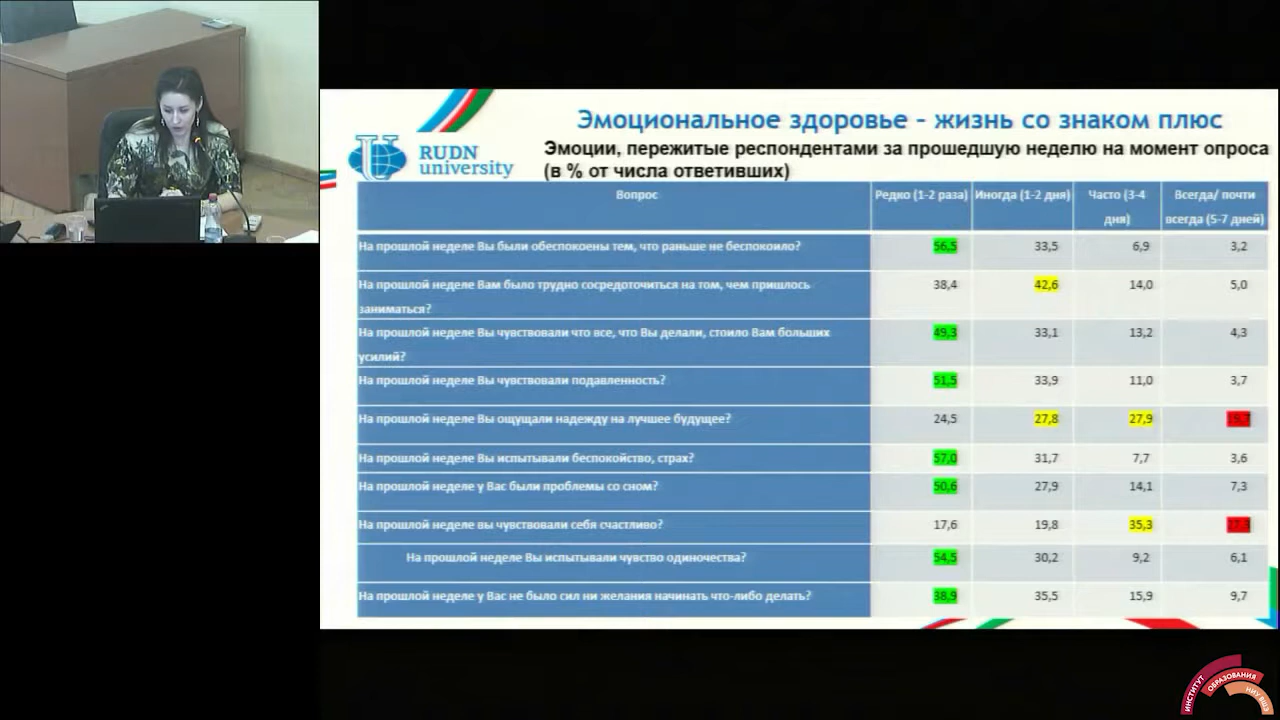 Эмоциональное здоровье – жизнь со знаком плюс
RUDN
university
Эмоции, пережитые респондентами за прошедшую неделю на момент опроса
(в % от числа ответивших)
Вопрос Редко (1-2 раза) Иногда (1-2 дня) Часто (3-4 дня) Всегда/ почти всегда (5-7 дней)
На прошлой неделе Вы были обеспокоены тем, что раньше не беспокоило? 56,5 33,5 6,9 3,2
На прошлой неделе Вам было трудно сосредоточиться на том, чем пришлось 38,4 42,6 14,0 5,0
заниматься?
На прошлой неделе Вы чувствовали что все, что Вы делали, стоило Вам больших 49,3 33,1 13,2 4,3
усилий?
На прошлой неделе Вы чувствовали подавленность? 51,5 33,9 11,0 3,7
На прошлой неделе Вы ощущали надежду на лучшее будущее? 24,5 27,8 27,9
На прошлой неделе Вы испытывали беспокойство, страх? 57,0 31,7 7,7 3,6
На прошлой неделе у Вас были проблемы со сном? 50,6 27,9 14,1 7,3
На прошлой неделе вы чувствовали себя счастливо? 17,6 19,8 35,3
На прошлой неделе Вы испытывали чувство одиночества? 54,5 30,2 9,2 6,1
На прошлой неделе у Вас не было сил ни желания начинать что-либо делать? 38,9 35,5 15,9 9,7
ИНСТИТУТ
ОБРАЗОВАНИЯ
НИУ ВШЭ